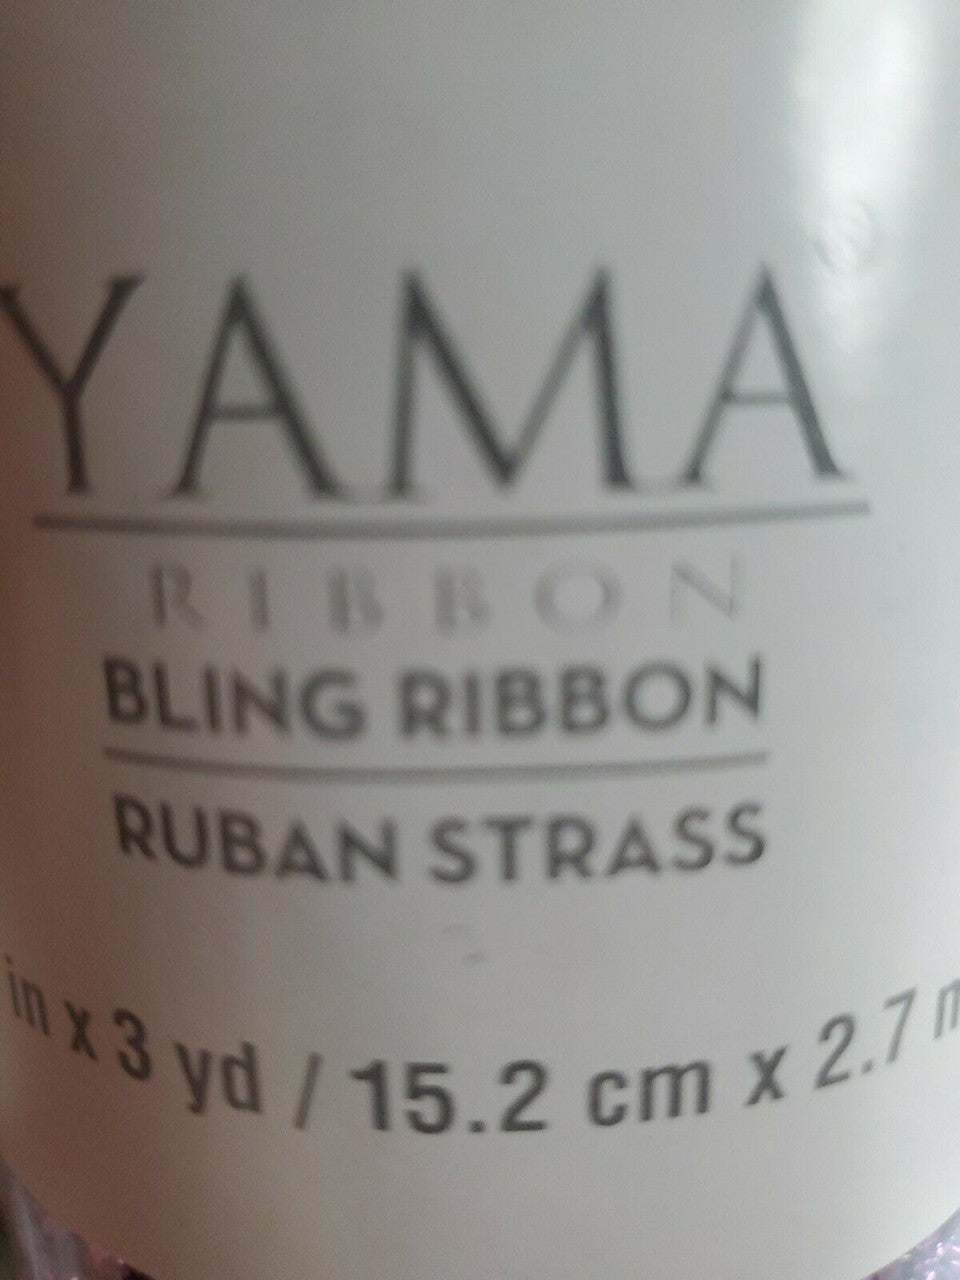 YAMA
RIBBON
BLING RIBBON
RUBAN STRASS
in x 3 yd / 15.2 cm x 2.7 m